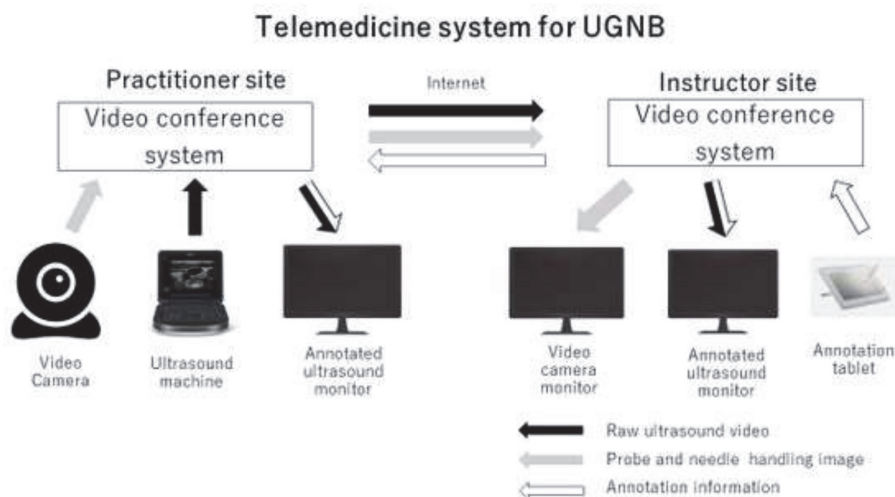 Telemedicine system for UGNB
Practitioner site
Internet
Instructor site
Video conference
system
Video conference
system
Video
Camera
Ultrasound
machine
Annotated
ultrasound
monitor
Video
camera
monitor
Annotated
ultrasound
monitor
Annotation
tablet
Raw ultrasound video
Probe and needle handling image
Annotation information